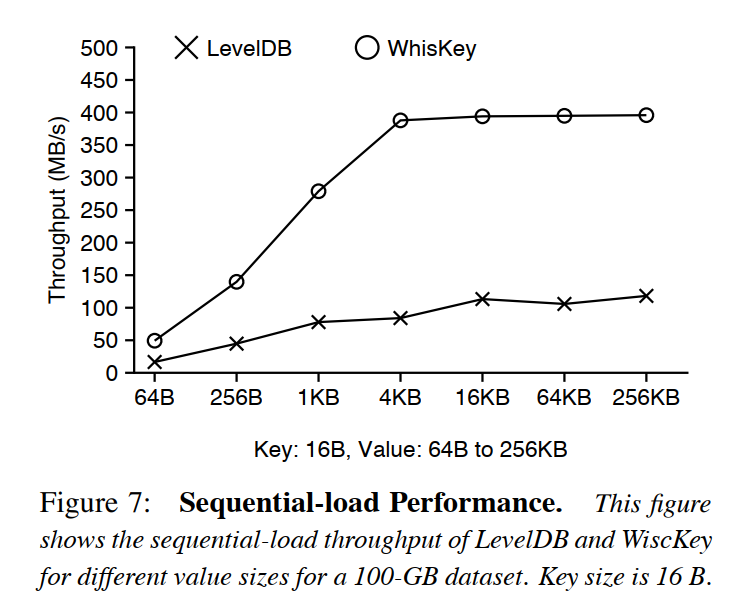 LevelDB WhisKey
500
450
400
350
300
250
200
150
100
50
0
Throughput (MB/s)
64B 256B 1KB 4KB 16KB 64KB 256KB
Key: 16B, Value: 64B to 256KB
Figure 7: Sequential-load Performance. This figure
shows the sequential-load throughput of LevelDB and WiscKey
for different value sizes for a 100-GB dataset. Key size is 16 B.